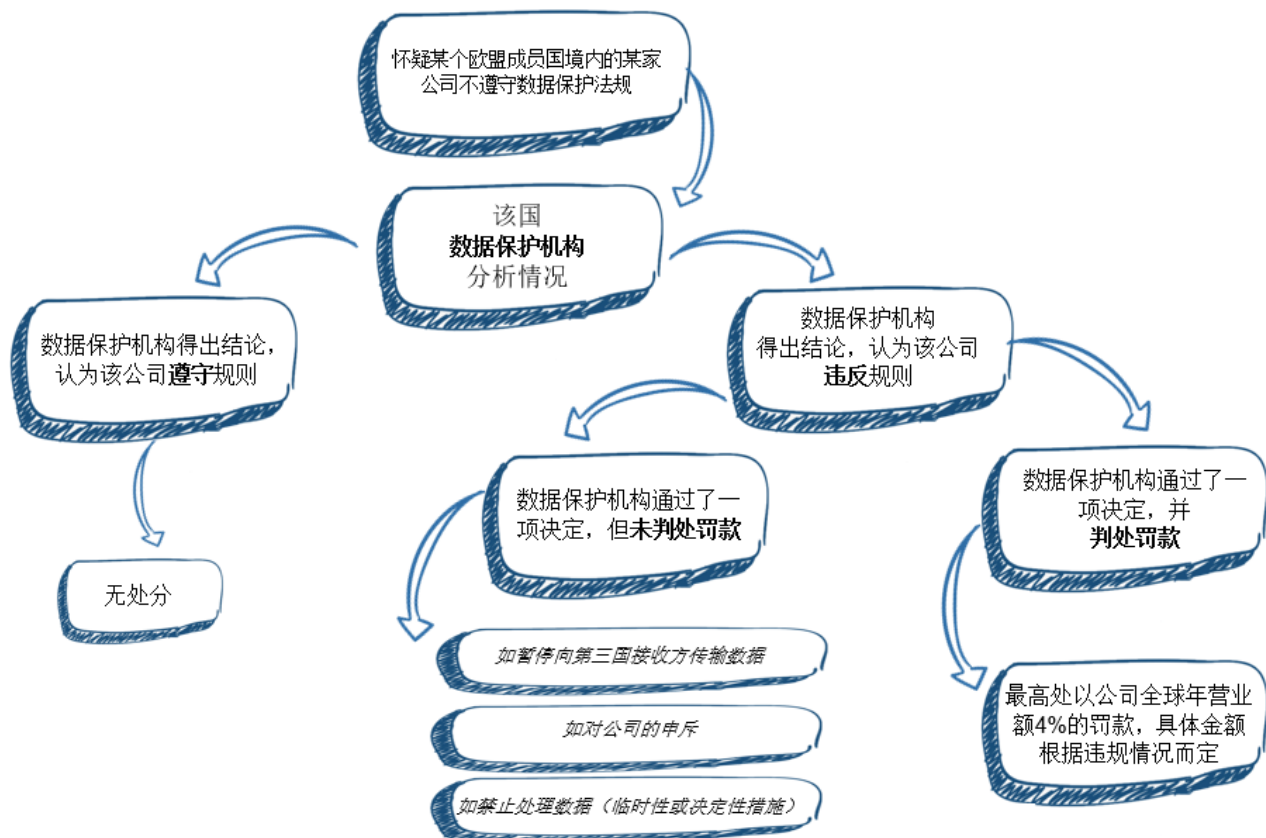 怀疑某个欧盟成员国境内的某家
公司不遵守数据保护法规
该国
数据保护机构
分析情况
数据保护机构得出结论，
认为该公司遵守规则
数据保护机构
得出结论，认为该公司
违反规则
无处分
数据保护机构通过了一
项决定，但未判处罚款
如暂停向第三国接收方传输数据
如对公司的申斥
如禁止处理数据（临时性或决定性措施）
数据保护机构通过了一
项决定，并
判处罚款
最高处以公司全球年营业
额4%的罚款，具体金额
根据违规情况而定